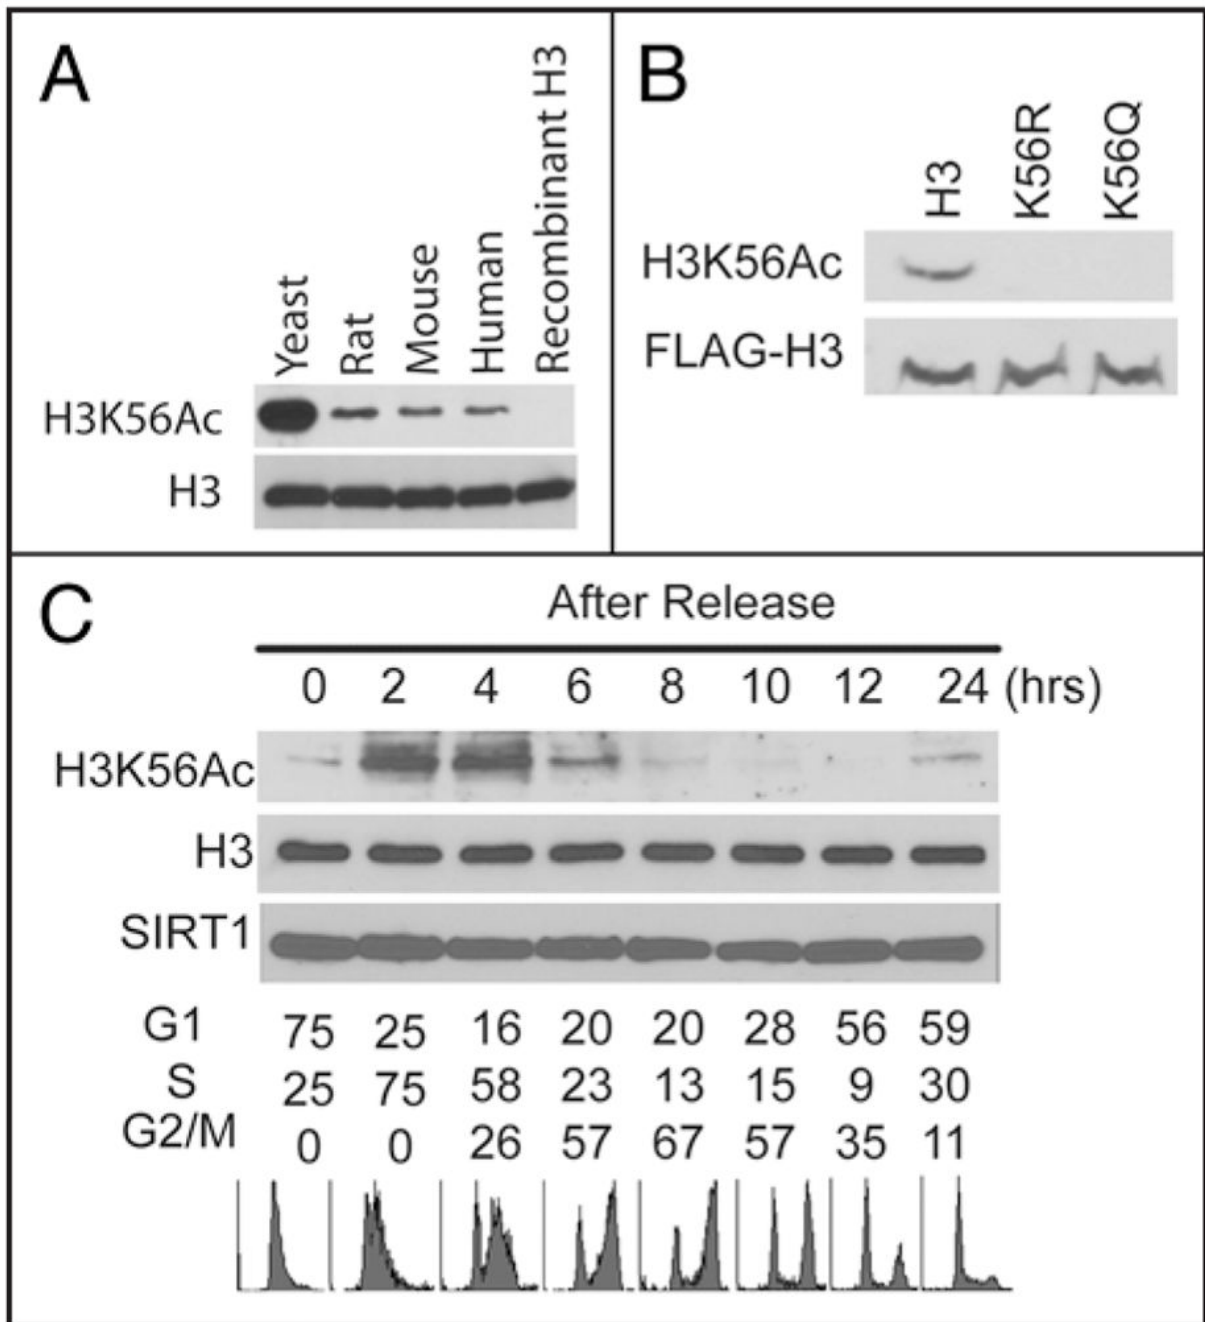 A
Yeast
Rat
Mouse
Human
Recombinant H3
H3K56Ac
H3
B
H3
K56R
K56Q
H3K56Ac
FLAG-H3
C
After Release
0 2 4 6 8 10 12 24 (hrs)
H3K56Ac
H3
SIRT1
G1 75 25 16 20 20 28 56 59
S 25 75 58 23 13 15 9 30
G2/M 0 0 26 57 67 57 35 11